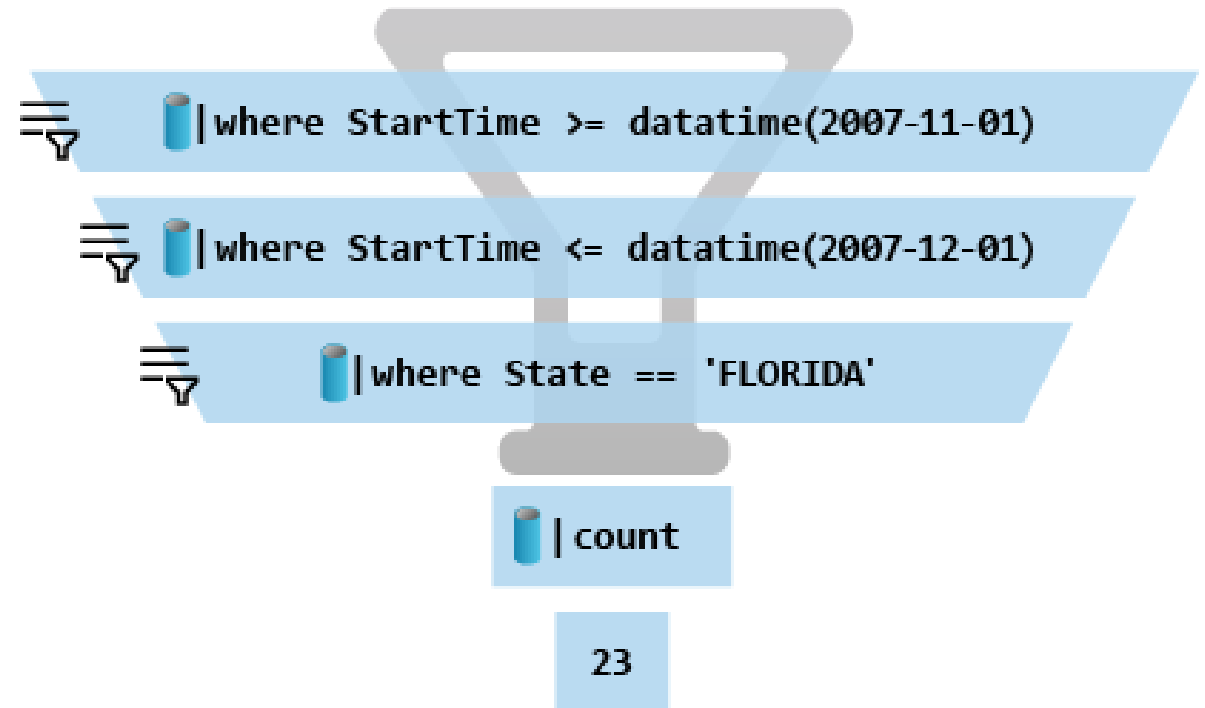 |where StartTime >= datatime(2007-11-01)
|where StartTime <= datatime(2007-12-01)
|where State == 'FLORIDA'
|count
23